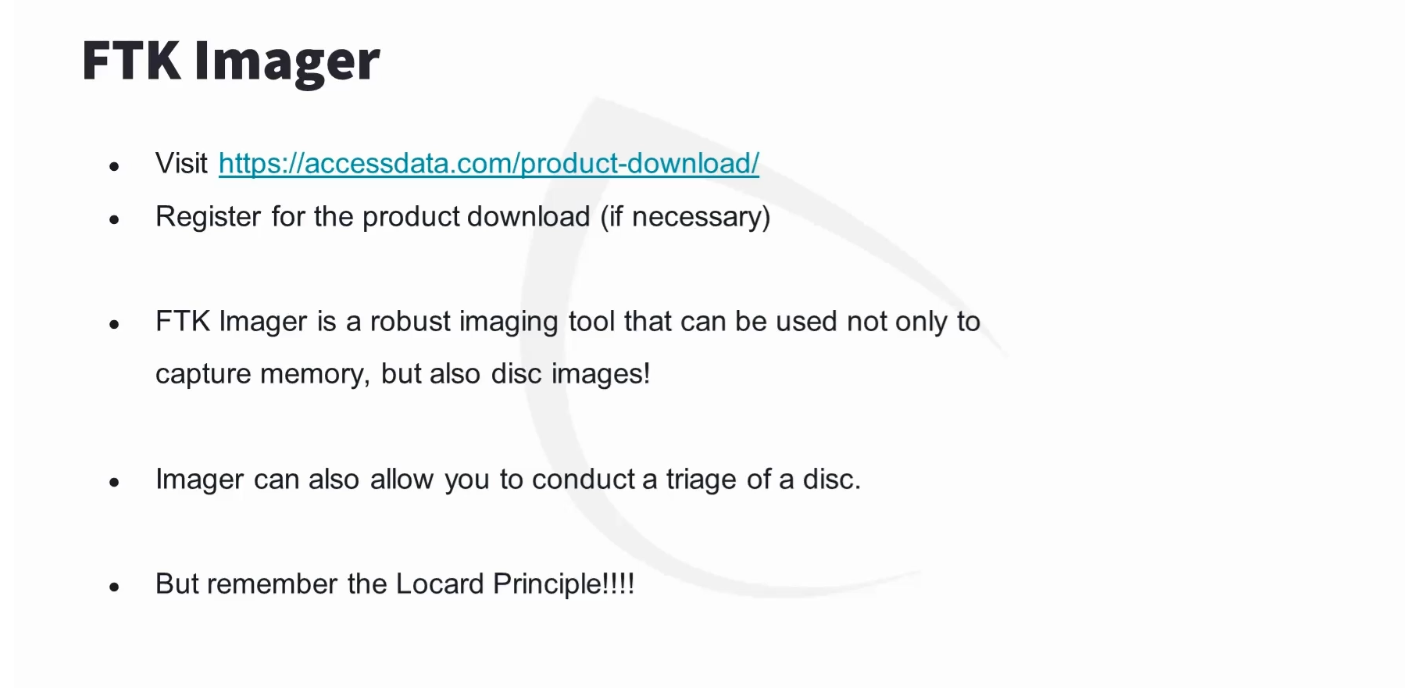 FTK Imager
Visit https://accessdata.com/product-download/
Register for the product download (if necessary)
FTK Imager is a robust imaging tool that can be used not only to
capture memory, but also disc images!
Imager can also allow you to conduct a triage of a disc.
But remember the Locard Principle!!!!